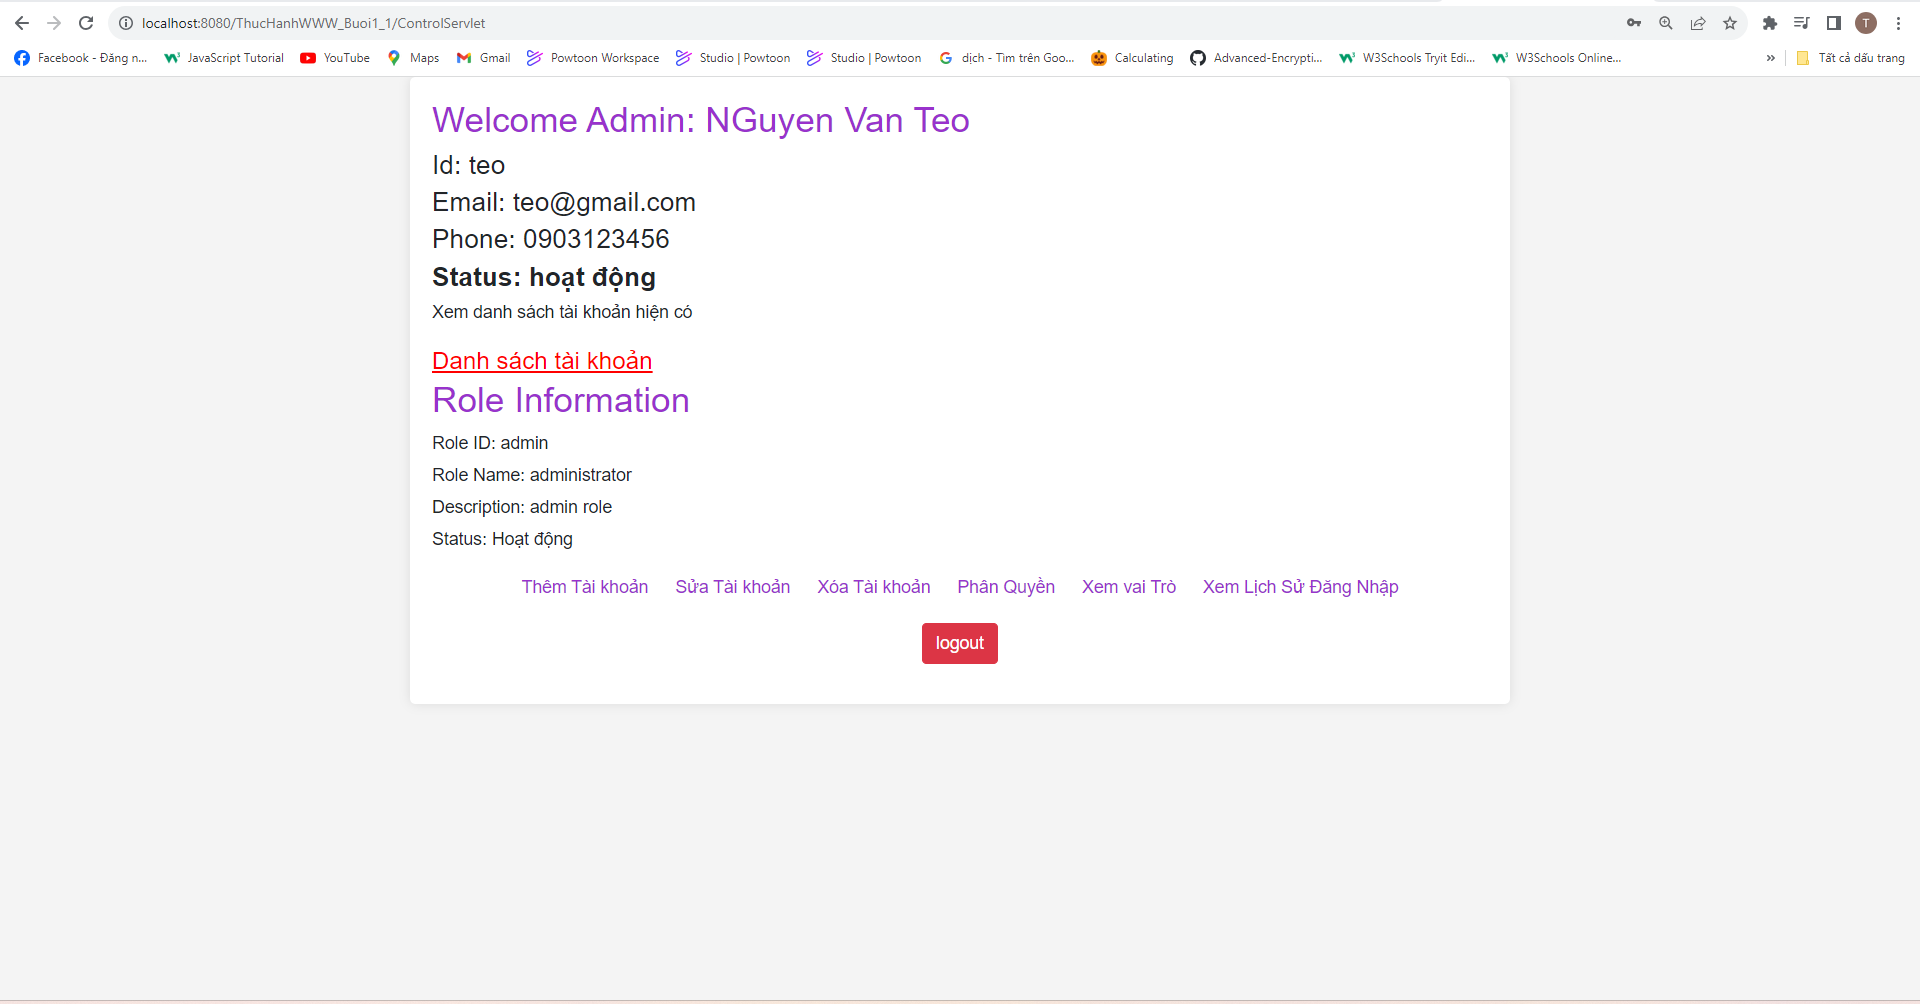 localhost:8080/ThucHanhWWW_Buoi1_1/ControlServlet
T
Facebook - Đăng n... JavaScript Tutorial YouTube Maps Gmail Powtoon Workspace Studio | Powtoon Studio | Powtoon dịch - Tìm trên Goo... Calculating Advanced-Encrypti... W3Schools Tryit Edi... W3Schools Online... » Tất cả dấu trang
Welcome Admin: NGuyen Van Teo
Id: teo
Email: teo@gmail.com
Phone: 0903123456
Status: hoạt động
Xem danh sách tài khoản hiện có
Danh sách tài khoản
Role Information
Role ID: admin
Role Name: administrator
Description: admin role
Status: Hoạt động
Thêm Tài khoản Sửa Tài khoản Xóa Tài khoản Phân Quyền Xem vai Trò Xem Lịch Sử Đăng Nhập
logout